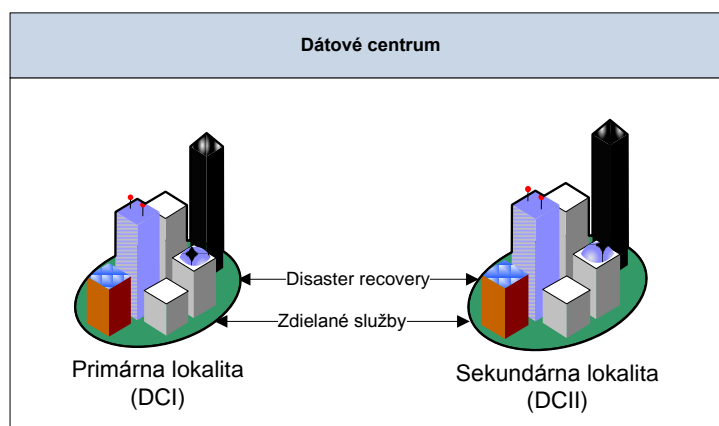 Dátové centrum
Disaster recovery
Zdielané služby
Primárna lokalita
(DCI)
Sekundárna lokalita
(DCII)